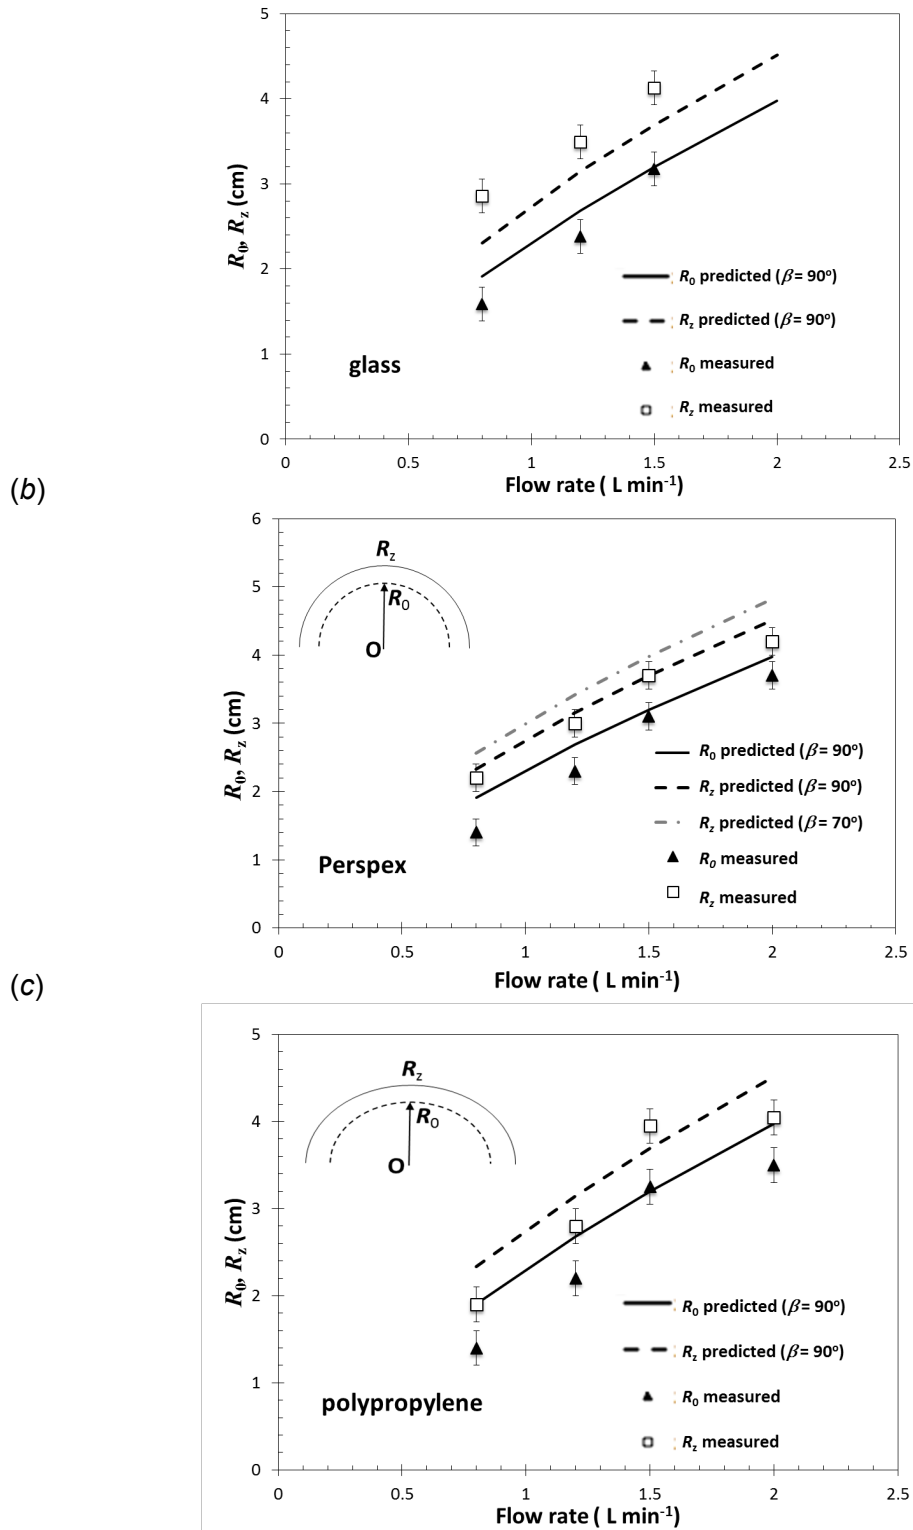 5
4
3
2
1
0
R0, Rz (cm)
R0 predicted (β= 90o)
Rz predicted (β= 90o)
R0 measured
Rz measured
glass
0 0.5 1 1.5 2 2.5
Flow rate ( L min-1)
(b)
6
5
4
3
2
1
0
R0, Rz (cm)
Rz
R0
O
R0 predicted (β= 90o)
Rz predicted (β= 90o)
Rz predicted (β= 70o)
R0 measured
Rz measured
Perspex
0 0.5 1 1.5 2 2.5
Flow rate ( L min-1)
(c)
5
4
3
2
1
0
R0, Rz (cm)
Rz
R0
O
R0 predicted (β= 90o)
Rz predicted (β= 90o)
R0 measured
Rz measured
polypropylene
0 0.5 1 1.5 2 2.5
Flow rate ( L min-1)